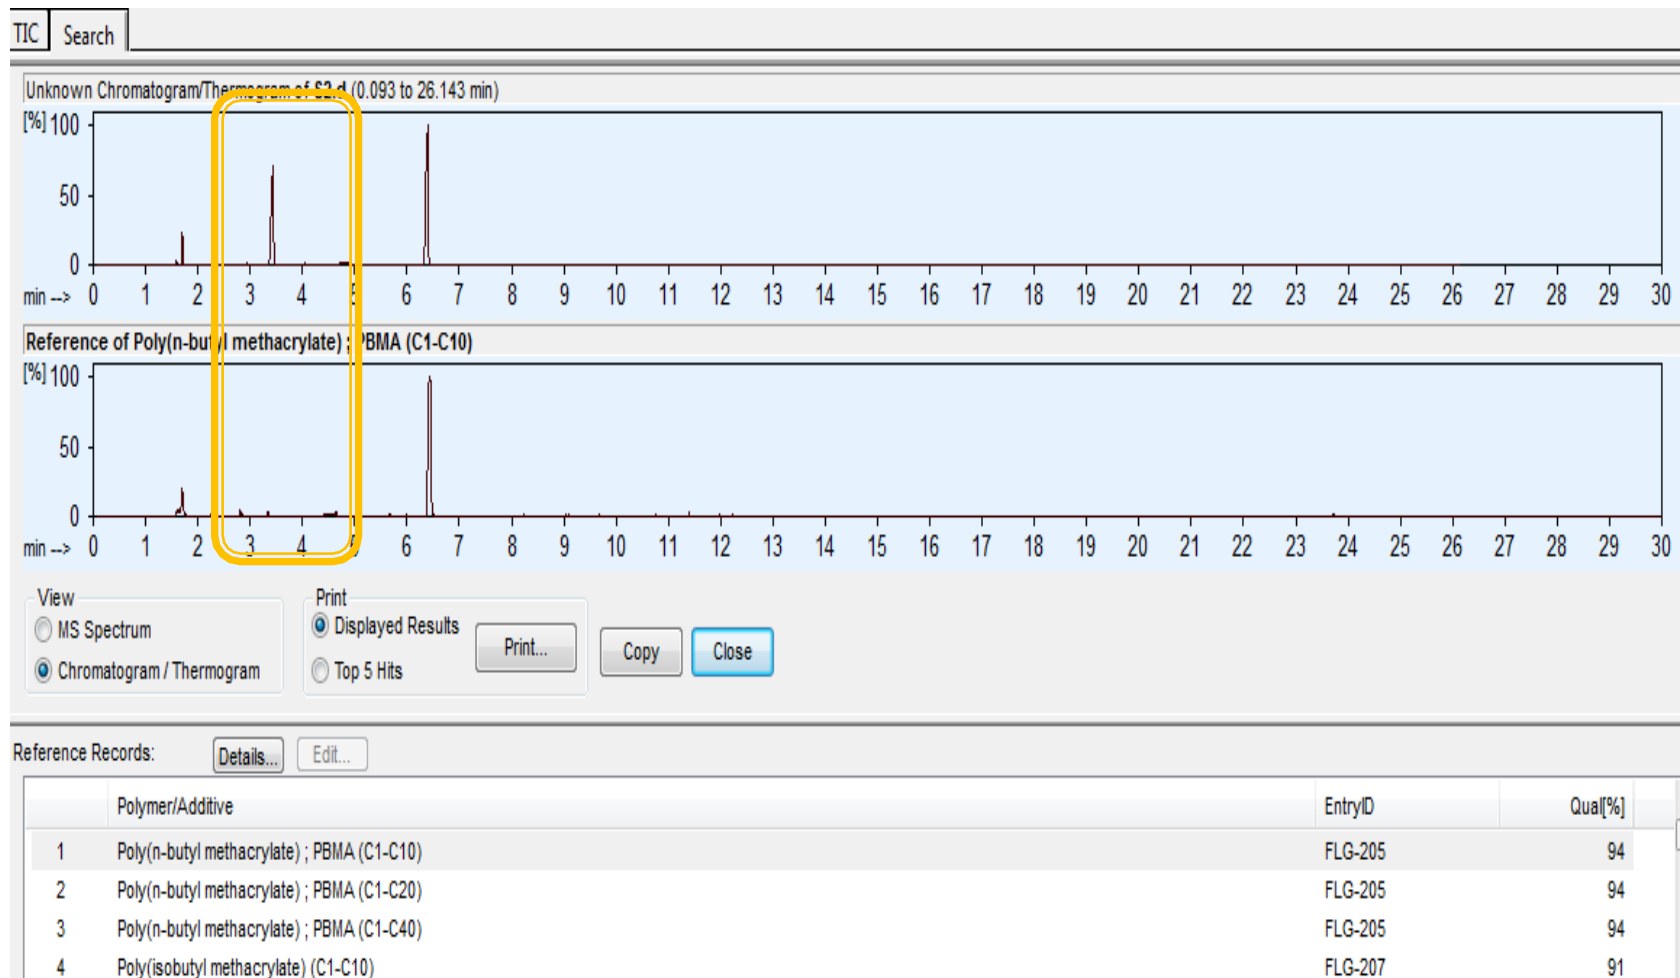 TIC Search
Unknown Chromatogram/Thermogram of S2.d (0.093 to 26.143 min)
[%] 100
50
0
min --> 0 1 2 3 4 5 6 7 8 9 10 11 12 13 14 15 16 17 18 19 20 21 22 23 24 25 26 27 28 29 30
Reference of Poly(n-butyl methacrylate) ; PBMA (C1-C10)
[%] 100
50
0
min --> 0 1 2 3 4 5 6 7 8 9 10 11 12 13 14 15 16 17 18 19 20 21 22 23 24 25 26 27 28 29 30
View
MS Spectrum
Chromatogram / Thermogram
Print
Displayed Results
Top 5 Hits
Print... Copy Close
Reference Records: Details... Edit...
Polymer/Additive EntryID Qual[%]
1 Poly(n-butyl methacrylate) ; PBMA (C1-C10) FLG-205 94
2 Poly(n-butyl methacrylate) ; PBMA (C1-C20) FLG-205 94
3 Poly(n-butyl methacrylate) ; PBMA (C1-C40) FLG-205 94
4 Poly(isobutyl methacrylate) (C1-C10) FLG-207 91